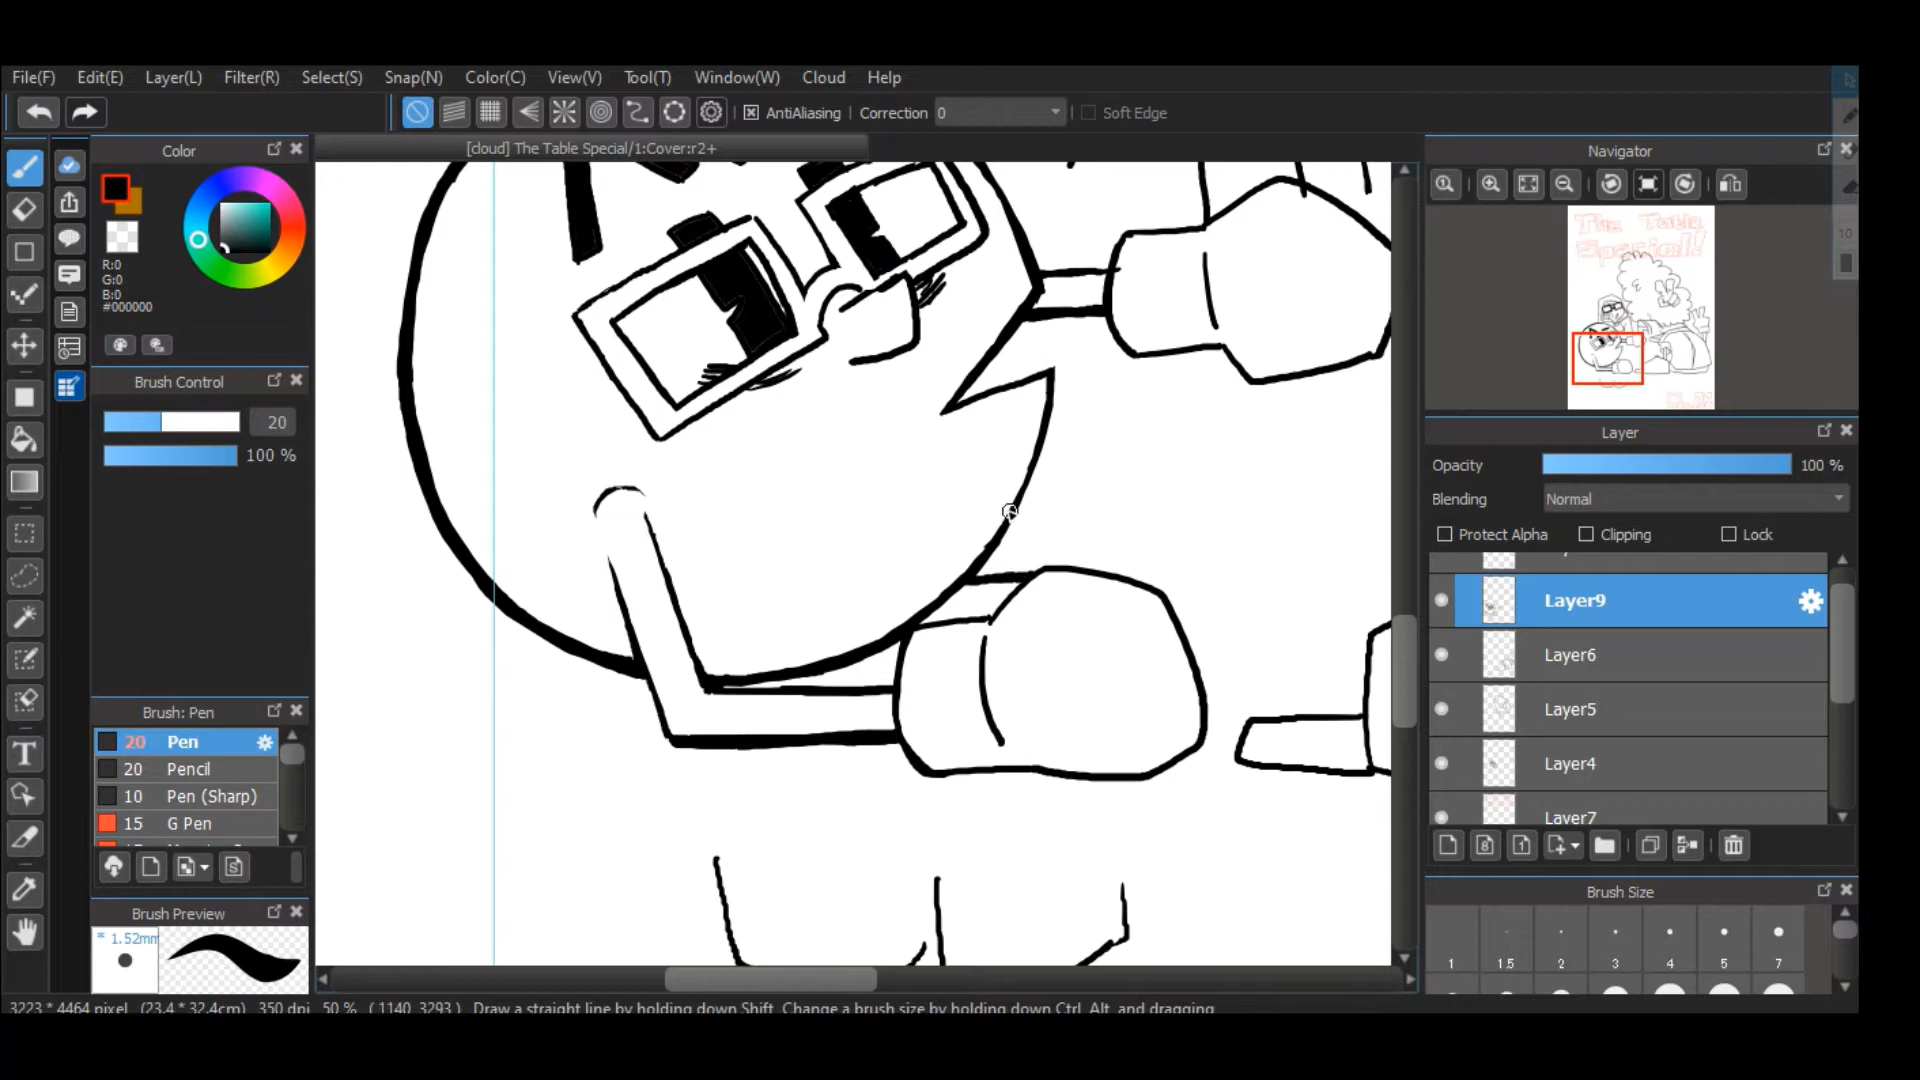 File(F) Edit(E) Layer(L) Filter(R) Select(S) Snap(N) Color(C) View(V) Tool(T) Window(W) Cloud Help
AntiAliasing Correction 0 Soft Edge
Color
[cloud] The Table Special/1:Cover:r2+
Navigator
R:0
G:0
B:0
#000000
10
The Table
Special!
Brush Control
20
100 %
Layer
Opacity 100 %
Blending Normal
Protect Alpha Clipping Lock
Layer9
Layer6
Layer5
Layer4
Layer7
Brush: Pen
20 Pen
20 Pencil
10 Pen (Sharp)
15 G Pen
Brush Preview
* 1.52mm
Brush Size
1 1.5 2 3 4 5 7
3223 * 4464 pixel (23.4 * 32.4cm) 350 dpi 50 % ( 1140, 3293) Draw a straight line by holding down Shift, Change a brush size by holding down Ctrl, Alt, and dragging